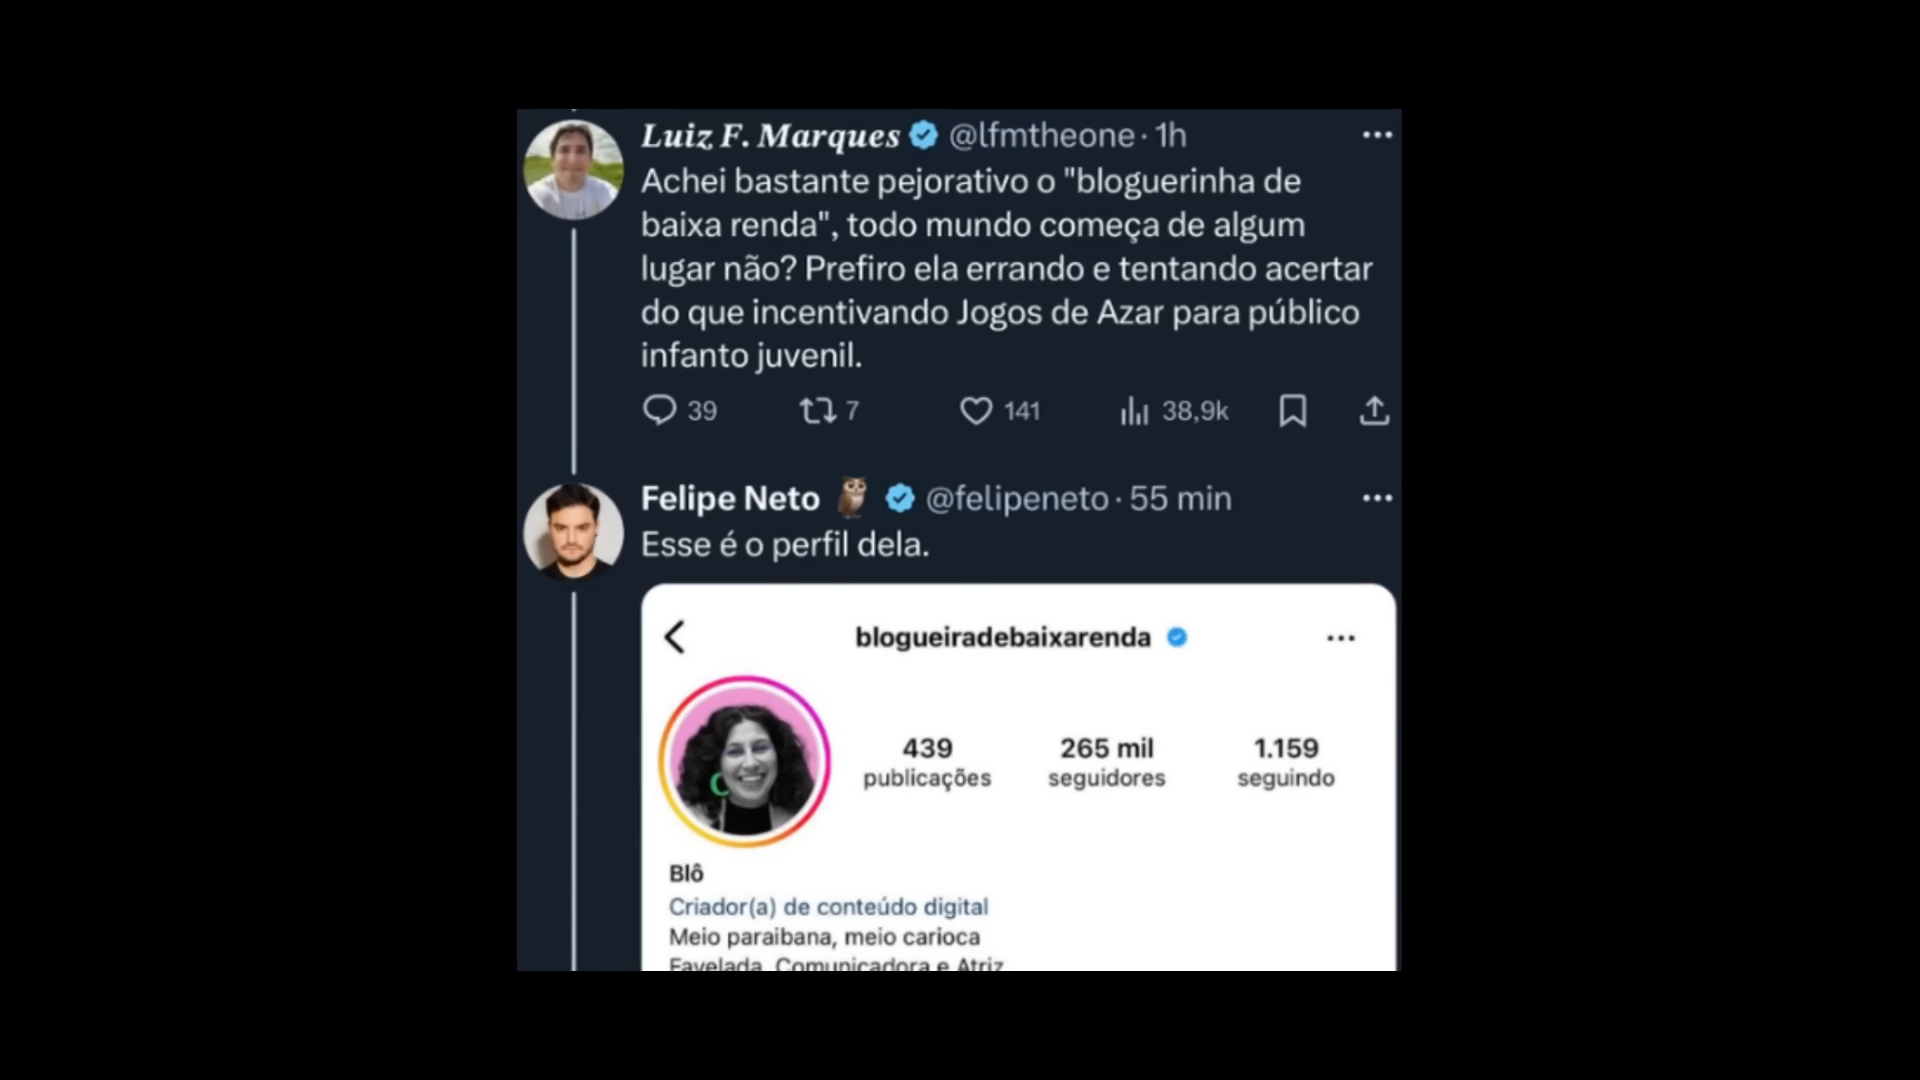 Luiz F. Marques @lfmtheone · 1h
Achei bastante pejorativo o "bloguerinha de
baixa renda", todo mundo começa de algum
lugar não? Prefiro ela errando e tentando acertar
do que incentivando Jogos de Azar para público
infanto juvenil.
39 7 141 38,9k
Felipe Neto @felipeneto · 55 min
Esse é o perfil dela.
blogueiradebaixarenda
439 265 mil 1.159
publicações seguidores seguindo
Blô
Criador(a) de conteúdo digital
Meio paraibana, meio carioca
Favelada, Comunicadora e Atriz